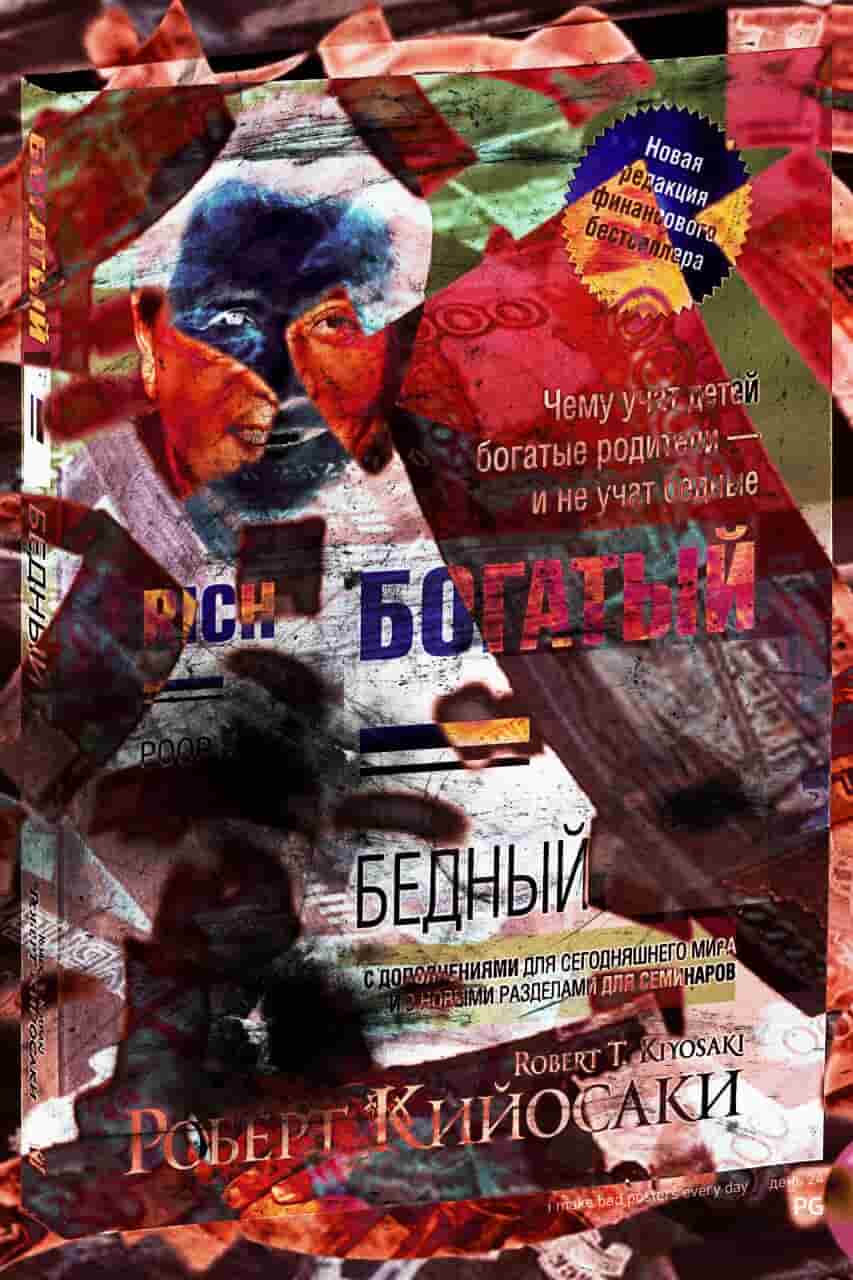 Новая
редакция
финансового
бестселлера
Чему учат детей
богатые родители —
и не учат бедные
RICH
БОГАТЫЙ
POOR
БЕДНЫЙ
С ДОПОЛНЕНИЯМИ ДЛЯ СЕГОДНЯШНЕГО МИРА
И 9 НОВЫМИ РАЗДЕЛАМИ ДЛЯ СЕМИНАРОВ
ROBERT T. KIYOSAKI
РОБЕРТ КИЙОСАКИ
БОГАТЫЙ
БЕДНЫЙ
i make bad posters every day
день 24
PG